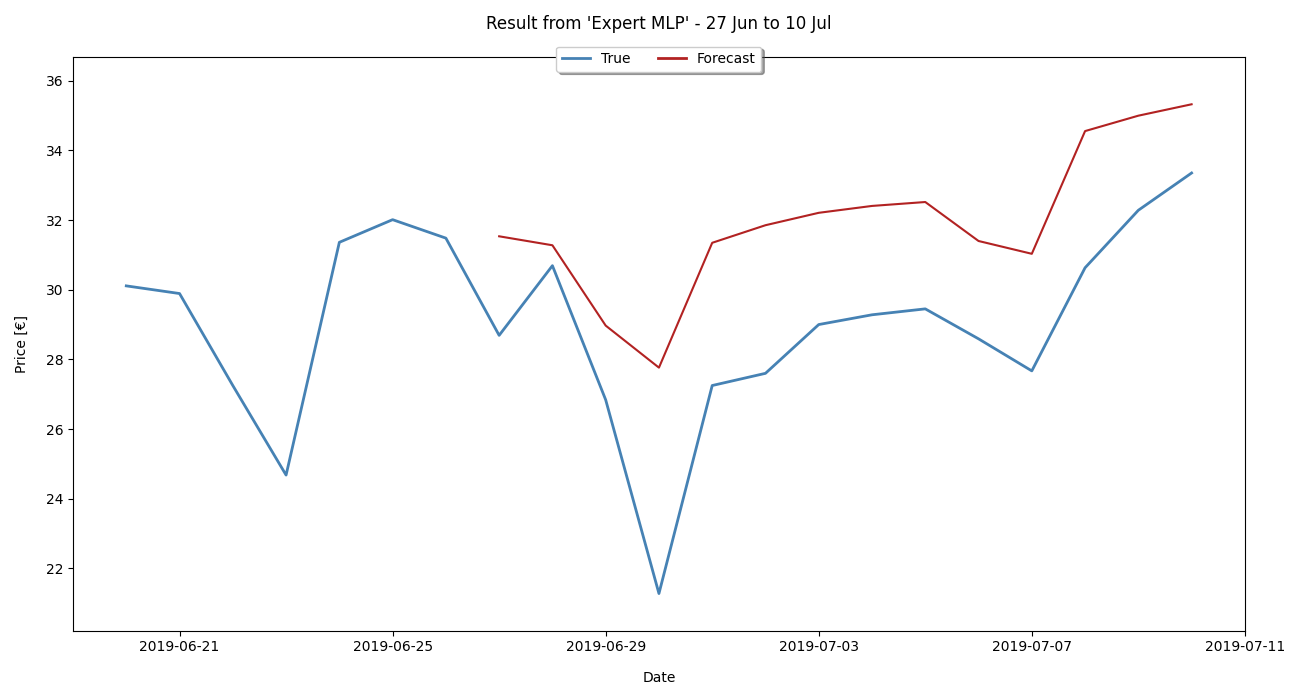 Result from 'Expert MLP' - 27 Jun to 10 Jul
True Forecast
36
34
32
30
28
26
24
22
Price [€]
2019-06-21 2019-06-25 2019-06-29 2019-07-03 2019-07-07 2019-07-11
Date